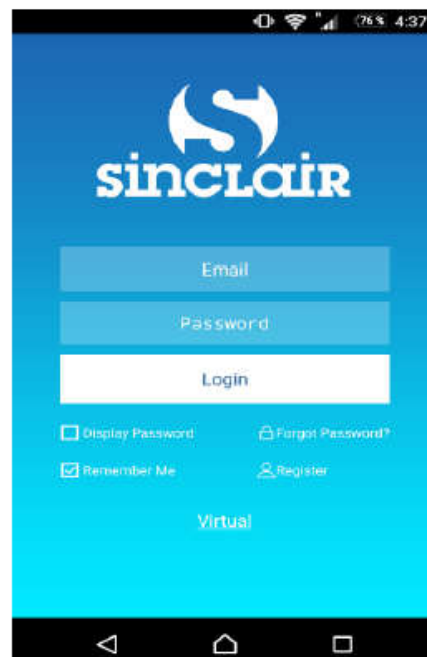 76 % 4:37
sinclair
Email
Password
Login
Display Password Forgot Password?
Remember Me Register
Virtual